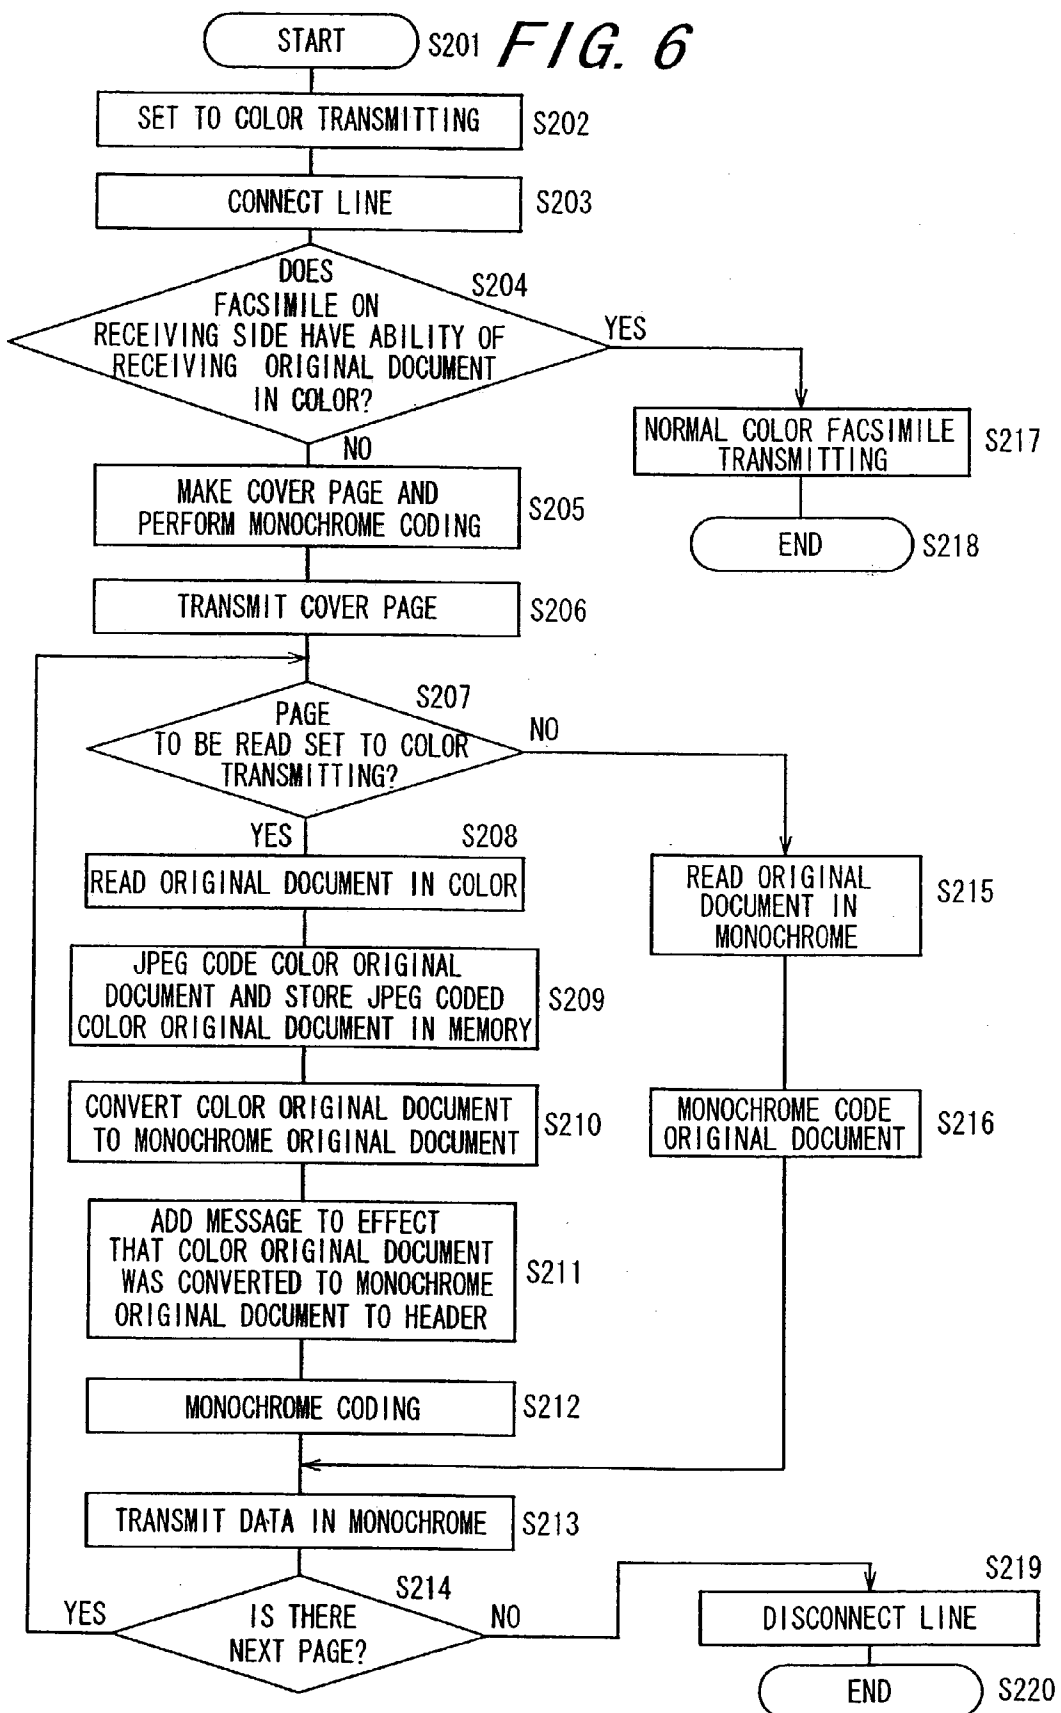 START
S201
FIG. 6
SET TO COLOR TRANSMITTING
S202
CONNECT LINE
S203
DOES
FACSIMILE ON
RECEIVING SIDE HAVE ABILITY OF
RECEIVING ORIGINAL DOCUMENT
IN COLOR?
S204
YES
NO
NORMAL COLOR FACSIMILE
TRANSMITTING
S217
END
S218
MAKE COVER PAGE AND
PERFORM MONOCHROME CODING
S205
TRANSMIT COVER PAGE
S206
S207
PAGE
TO BE READ SET TO COLOR
TRANSMITTING?
NO
YES
S208
READ ORIGINAL DOCUMENT IN COLOR
READ ORIGINAL
DOCUMENT IN
MONOCHROME
S215
JPEG CODE COLOR ORIGINAL
DOCUMENT AND STORE JPEG CODED
COLOR ORIGINAL DOCUMENT IN MEMORY
S209
CONVERT COLOR ORIGINAL DOCUMENT
TO MONOCHROME ORIGINAL DOCUMENT
S210
MONOCHROME CODE
ORIGINAL DOCUMENT
S216
ADD MESSAGE TO EFFECT
THAT COLOR ORIGINAL DOCUMENT
WAS CONVERTED TO MONOCHROME
ORIGINAL DOCUMENT TO HEADER
S211
MONOCHROME CODING
S212
TRANSMIT DATA IN MONOCHROME
S213
S214
IS THERE
NEXT PAGE?
YES
NO
S219
DISCONNECT LINE
END
S220